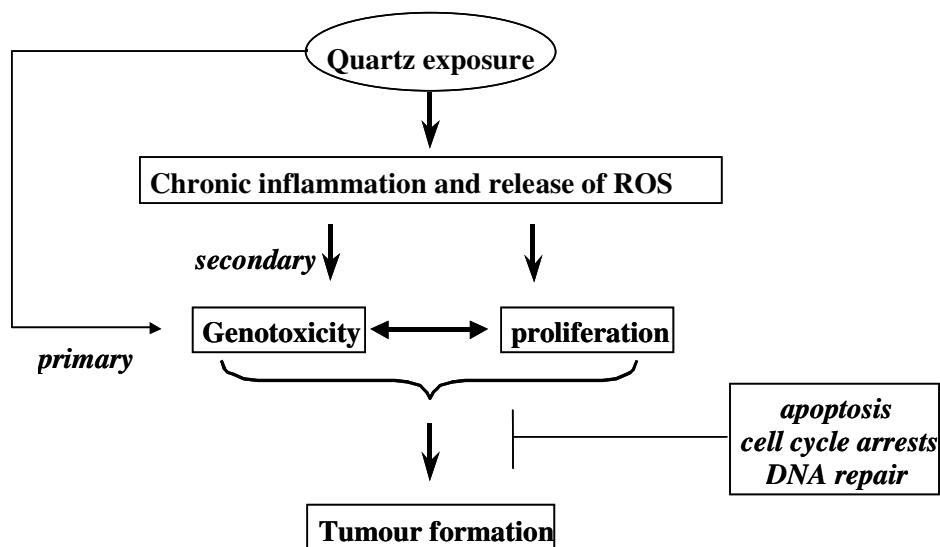 Quartz exposure
Chronic inflammation and release of ROS
secondary
Genotoxicity
proliferation
primary
apoptosis
cell cycle arrests
DNA repair
Tumour formation